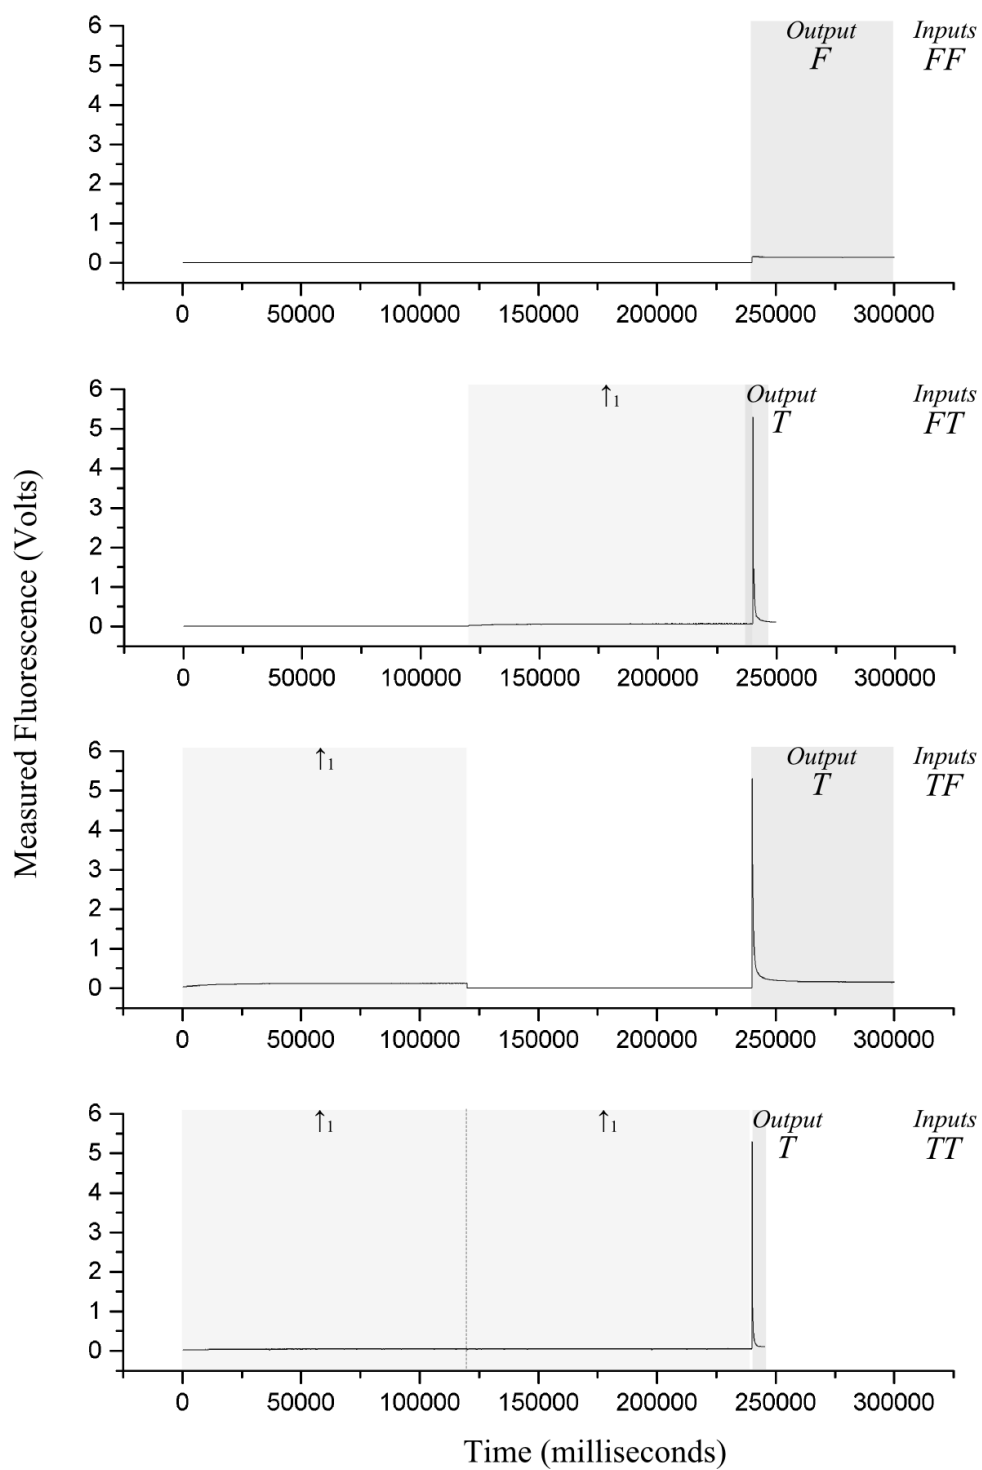 Measured Fluorescence (Volts)
Output Inputs
F FF
6
5
4
3
2
1
0
0 50000 100000 150000 200000 250000 300000
↑1 Output Inputs
T FT
6
5
4
3
2
1
0
0 50000 100000 150000 200000 250000 300000
↑1 Output Inputs
T TF
6
5
4
3
2
1
0
0 50000 100000 150000 200000 250000 300000
↑1 ↑1 Output Inputs
T TT
6
5
4
3
2
1
0
0 50000 100000 150000 200000 250000 300000
Time (milliseconds)